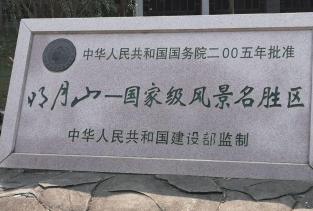 中华人民共和国国务院二00五年批准
明月山—国家级风景名胜区
中华人民共和国建设部监制